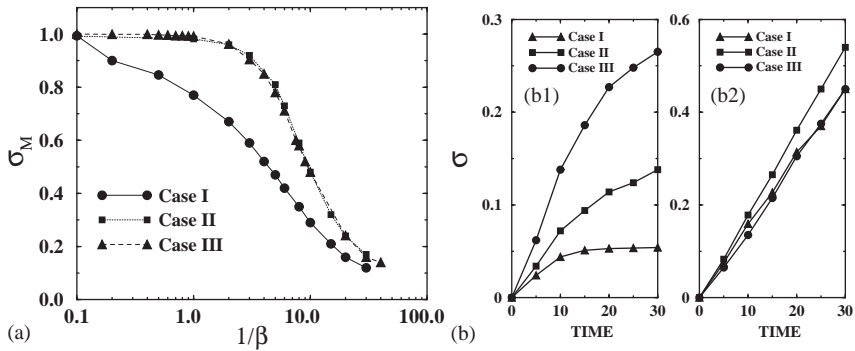 1.0
0.8
0.6
0.4
0.2
0.0
σM
Case I
Case II
Case III
0.1
1.0
10.0
100.0
1/β
(a)
0.3
0.2
0.1
0
σ
Case I
Case II
Case III
(b1)
0
10
20
30
TIME
(b)
0.6
0.4
0.2
0.0
Case I
Case II
Case III
(b2)
0
10
20
30
TIME